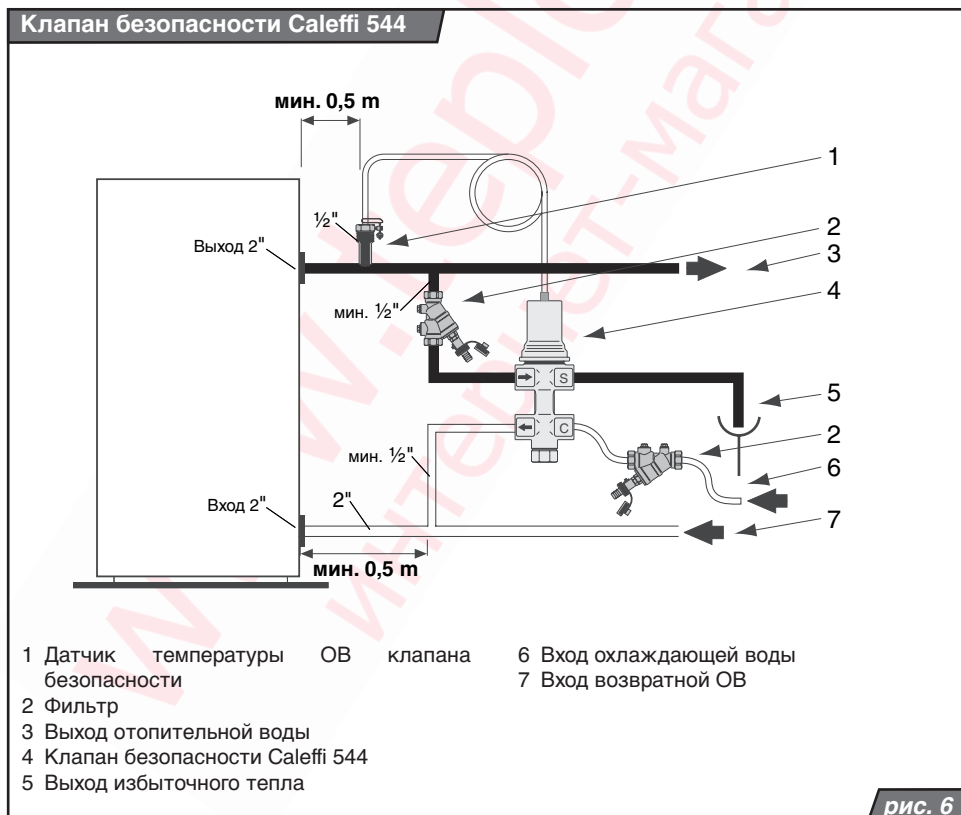 Клапан безопасности Caleffi 544
мин. 0,5 m
1
½"
2
Выход 2"
3
мин. ½"
4
S
5
C
2
мин. ½"
6
Вход 2"
2"
7
мин. 0,5 m
1 Датчик температуры ОВ клапана
безопасности
2 Фильтр
3 Выход отопительной воды
4 Клапан безопасности Caleffi 544
5 Выход избыточного тепла
6 Вход охлаждающей воды
7 Вход возвратной ОВ
рис. 6